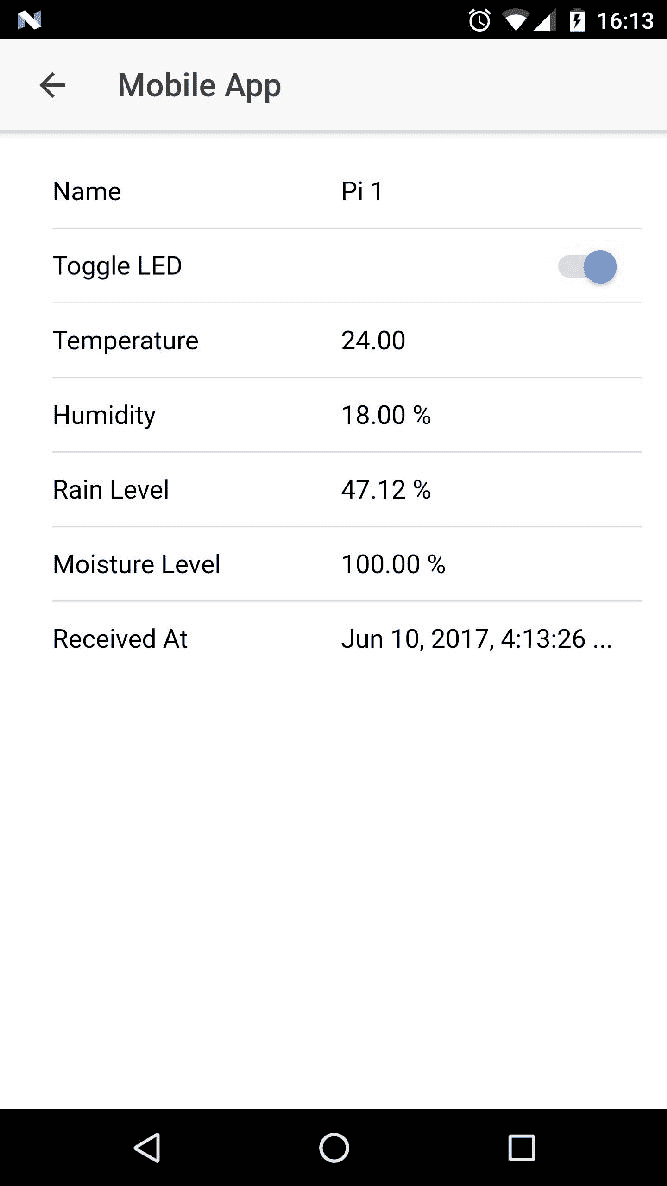 16:13
Mobile App
Name Pi 1
Toggle LED
Temperature 24.00
Humidity 18.00 %
Rain Level 47.12 %
Moisture Level 100.00 %
Received At Jun 10, 2017, 4:13:26 ...